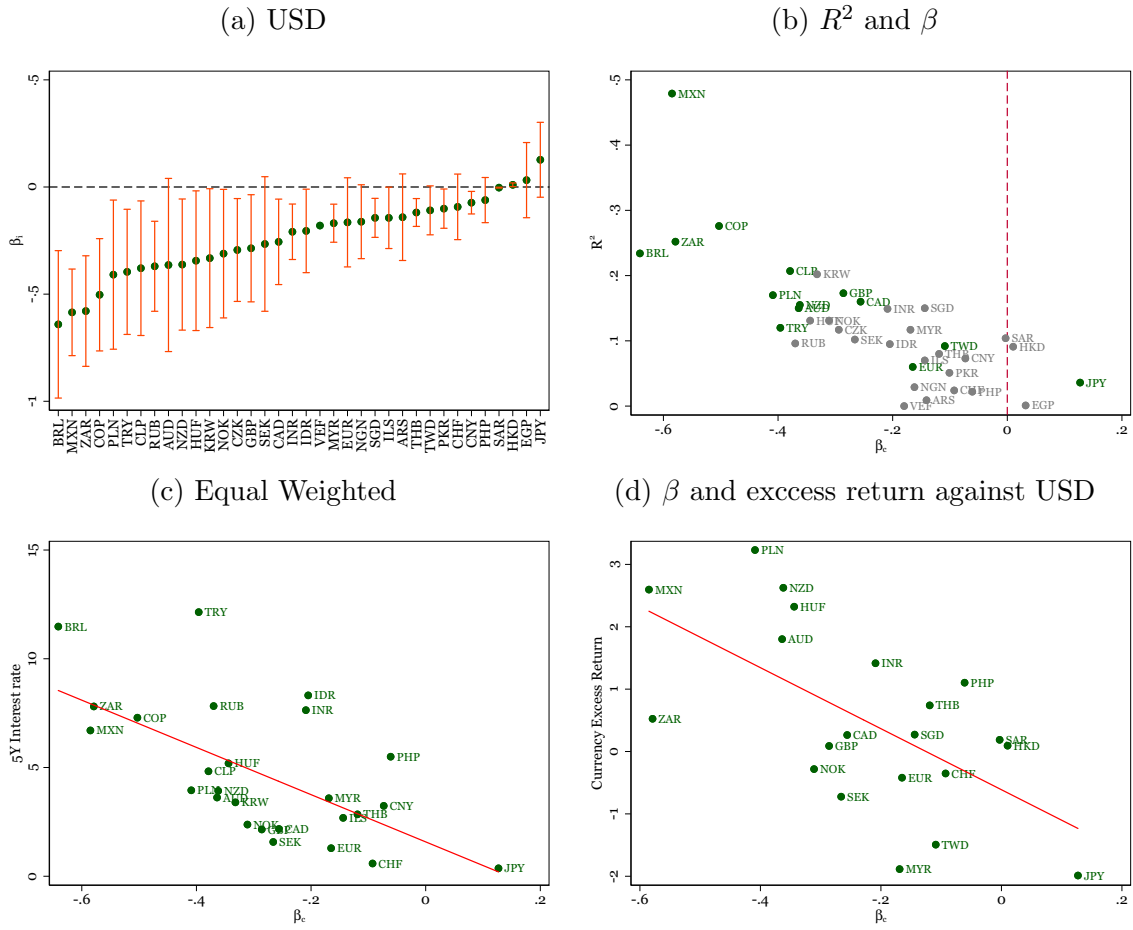 (a) USD
.5
0
-.5
-1
βᵢ
BRL
MXN
ZAR
COP
PLN
TRY
CLP
RUB
AUD
NZD
HUF
KRW
NOK
CZK
GBP
SEK
CAD
INR
IDR
VEF
MYR
EUR
NGN
SGD
ILS
ARS
THB
TWD
PKR
CHF
CNY
PHP
SAR
HKD
EGP
JPY
(b) R² and β
.5
.4
.3
.2
.1
0
R²
MXN
COP
ZAR
BRL
CLP
KRW
PLN
GBP
NZD
CAD
AUD
INR
SGD
TRY
HUF
NOK
CZK
MYR
RUB
SEK
IDR
TWD
SAR
HKD
THB
ILS
CNY
EUR
PKR
JPY
NGN
CHF
PHP
ARS
VEF
EGP
-.6
-.4
-.2
0
.2
β꜀
(c) Equal Weighted
15
10
5
0
5Y Interest rate
TRY
BRL
IDR
ZAR
RUB
INR
COP
MXN
PHP
HUF
CLP
PLN
NZD
AUD
KRW
MYR
CNY
THB
ILS
NOK
GBP
CAD
SEK
EUR
CHF
JPY
-.6
-.4
-.2
0
.2
β꜀
(d) β and exccess return against USD
3
2
1
0
-1
-2
Currency Excess Return
PLN
MXN
NZD
HUF
AUD
INR
PHP
THB
ZAR
CAD
SGD
GBP
SAR
HKD
NOK
EUR
CHF
SEK
TWD
MYR
JPY
-.6
-.4
-.2
0
.2
β꜀